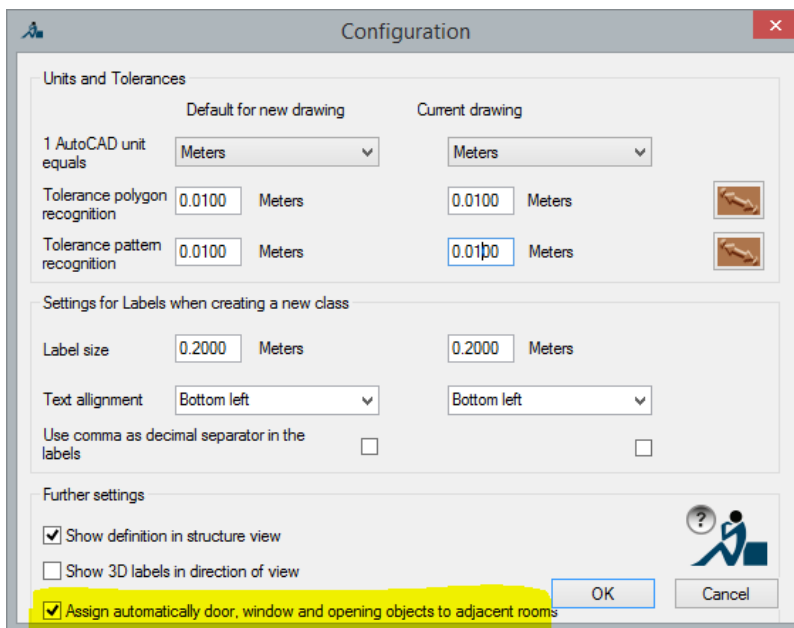 Configuration
Units and Tolerances
Default for new drawing Current drawing
1 AutoCAD unit
equals
Meters Meters
Tolerance polygon
recognition
0.0100 Meters 0.0100 Meters
Tolerance pattern
recognition
0.0100 Meters 0.0100 Meters
Settings for Labels when creating a new class
Label size 0.2000 Meters 0.2000 Meters
Text allignment Bottom left Bottom left
Use comma as decimal separator in the
labels
Further settings
Show definition in structure view
?
Show 3D labels in direction of view
OK Cancel
Assign automatically door, window and opening objects to adjacent rooms